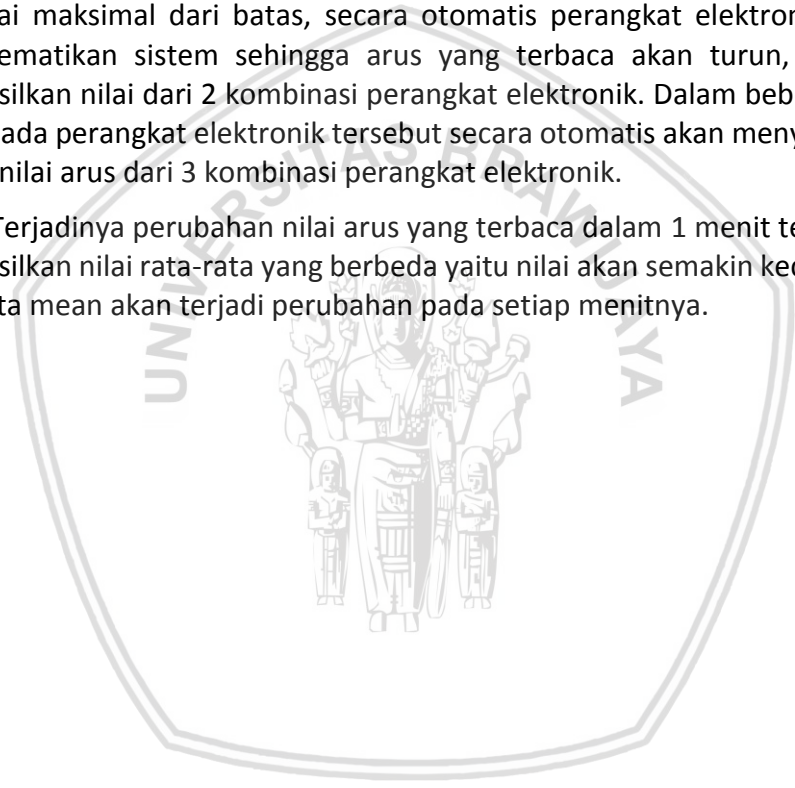 ai maksimal dari batas, secara otomatis perangkat elektron
ematikan sistem sehingga arus yang terbaca akan turun,
silkan nilai dari 2 kombinasi perangkat elektronik. Dalam beb
ada perangkat elektronik tersebut secara otomatis akan meny
nilai arus dari 3 kombinasi perangkat elektronik.
Terjadinya perubahan nilai arus yang terbaca dalam 1 menit te
silkan nilai rata-rata yang berbeda yaitu nilai akan semakin kec
ta mean akan terjadi perubahan pada setiap menitnya.
UNIVERSITAS BRAWIJAYA